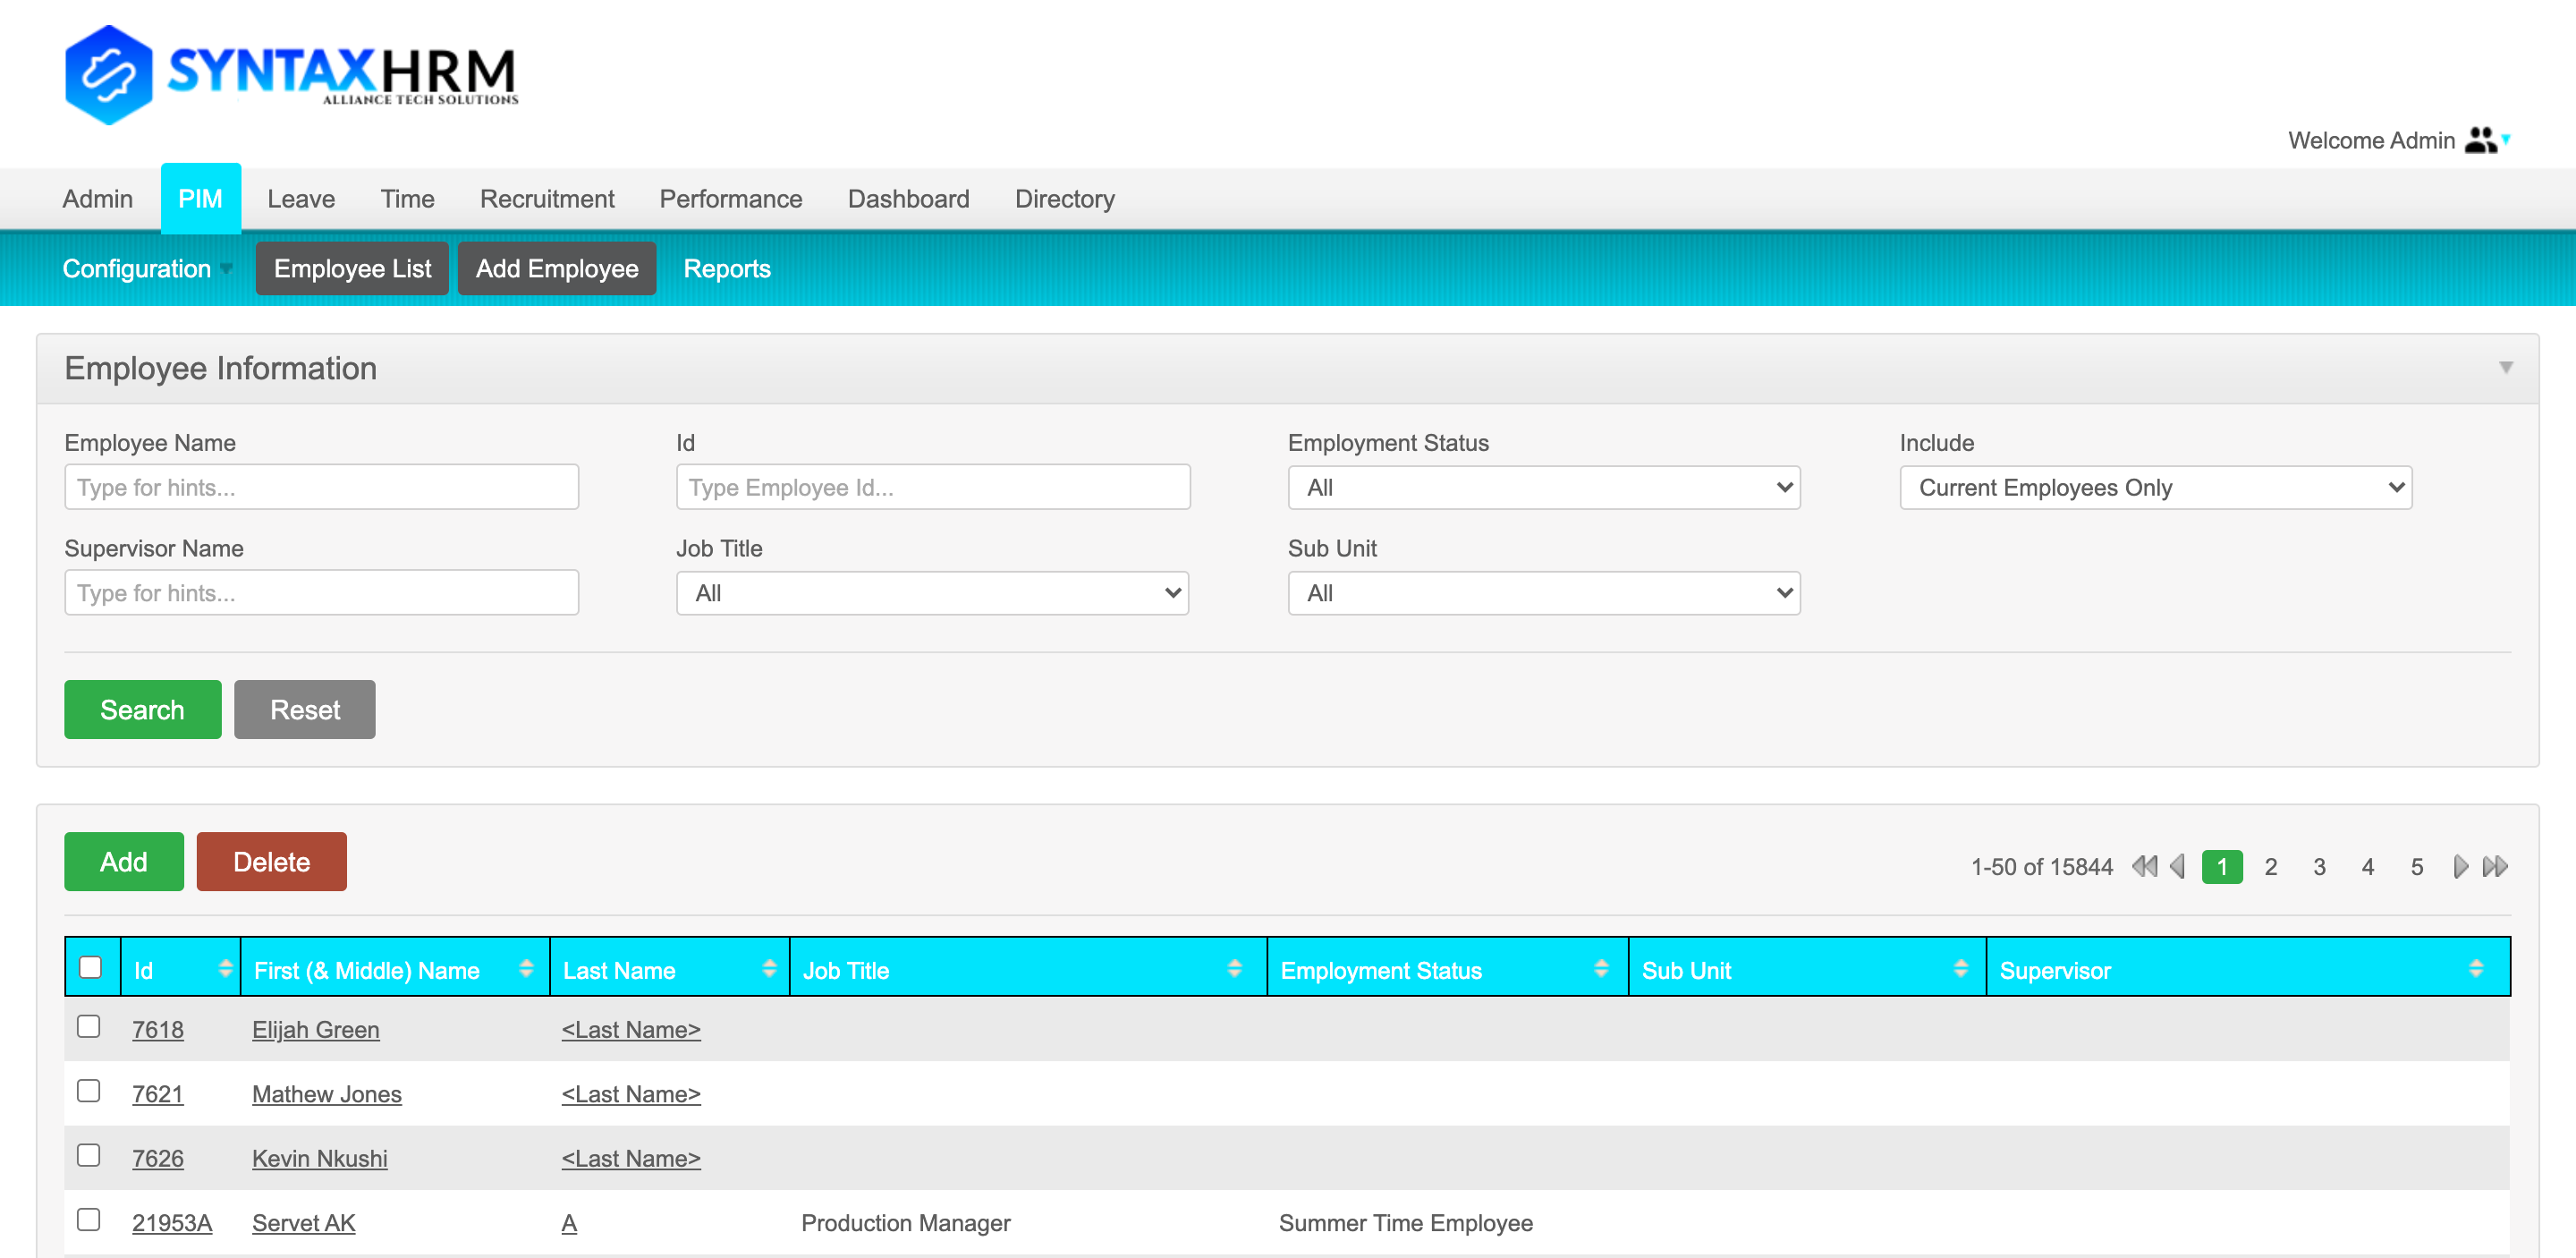 SYNTAXHRM
ALLIANCE TECH SOLUTIONS
Welcome Admin
Admin PIM Leave Time Recruitment Performance Dashboard Directory
Configuration Employee List Add Employee Reports
Employee Information
Employee Name Id Employment Status Include
Type for hints... Type Employee Id... All Current Employees Only
Supervisor Name Job Title Sub Unit
Type for hints... All All
Search Reset
Add Delete 1-50 of 15844 1 2 3 4 5
Id First (& Middle) Name Last Name Job Title Employment Status Sub Unit Supervisor
7618 Elijah Green <Last Name>
7621 Mathew Jones <Last Name>
7626 Kevin Nkushi <Last Name>
21953A Servet AK A Production Manager Summer Time Employee